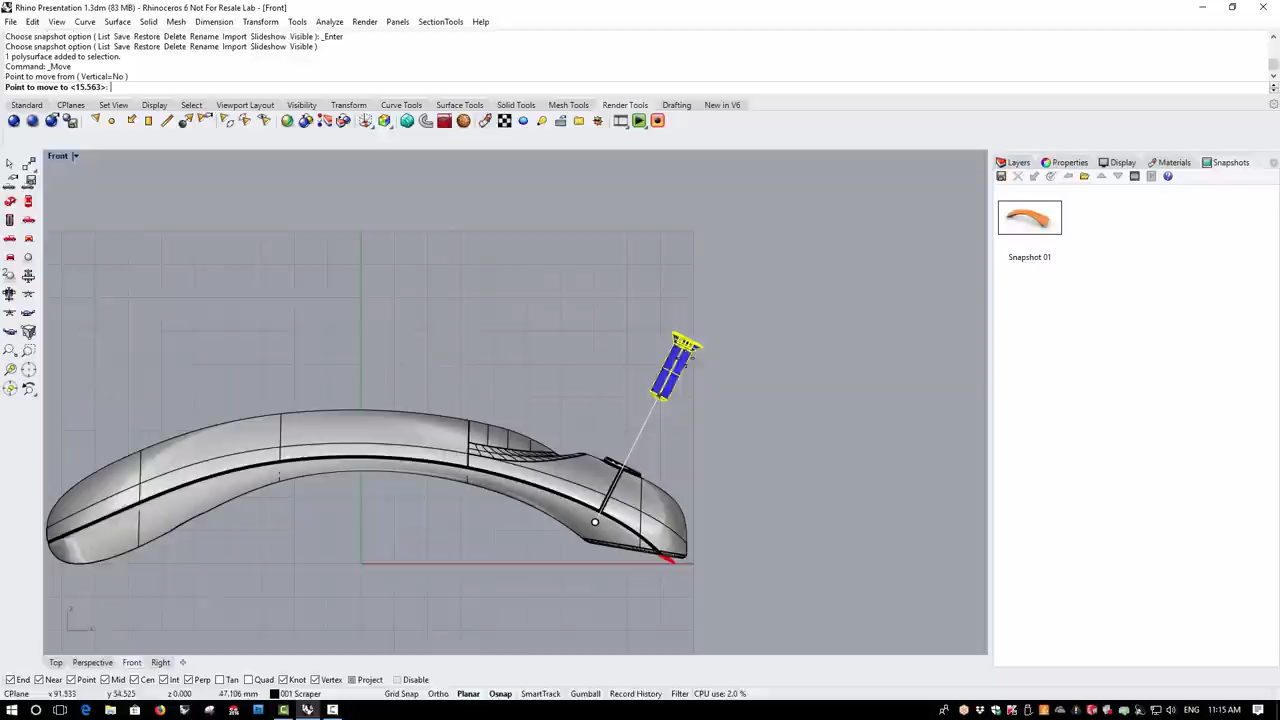 Rhino Presentation 1.3dm (83 MB) - Rhinoceros 6 Not For Resale Lab - [Front]
File Edit View Curve Surface Solid Mesh Dimension Transform Tools Analyze Render Panels SectionTools Help
Choose snapshot option ( List Save Restore Delete Rename Import Slideshow Visible ): _Enter
Choose snapshot option ( List Save Restore Delete Rename Import Slideshow Visible )
1 polysurface added to selection.
Command: _Move
Point to move from ( Vertical=No )
Point to move to <15.563>:
Standard CPlanes Set View Display Select Viewport Layout Visibility Transform Curve Tools Surface Tools Solid Tools Mesh Tools Render Tools Drafting New in V6
Front
Layers Properties Display Materials Snapshots
Snapshot 01
Top Perspective Front Right
End Near Point Mid Cen Int Perp Tan Quad Knot Vertex Project Disable
CPlane x 91.533 y 54.525 z 0.000 47.106 mm 001 Scraper Grid Snap Ortho Planar Osnap SmartTrack Gumball Record History Filter CPU use: 2.0 %
ENG 11:15 AM